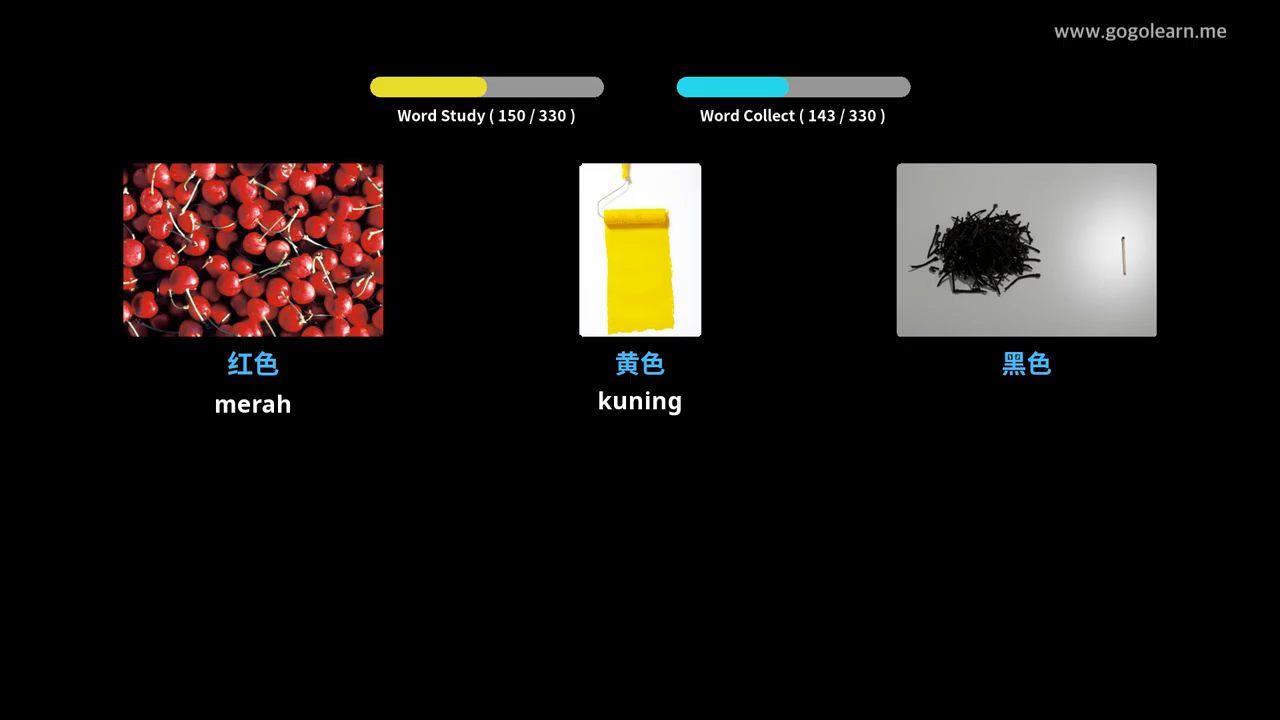 www.gogolearn.me
Word Study ( 150 / 330 )
Word Collect ( 143 / 330 )
红色
黄色
黑色
merah
kuning